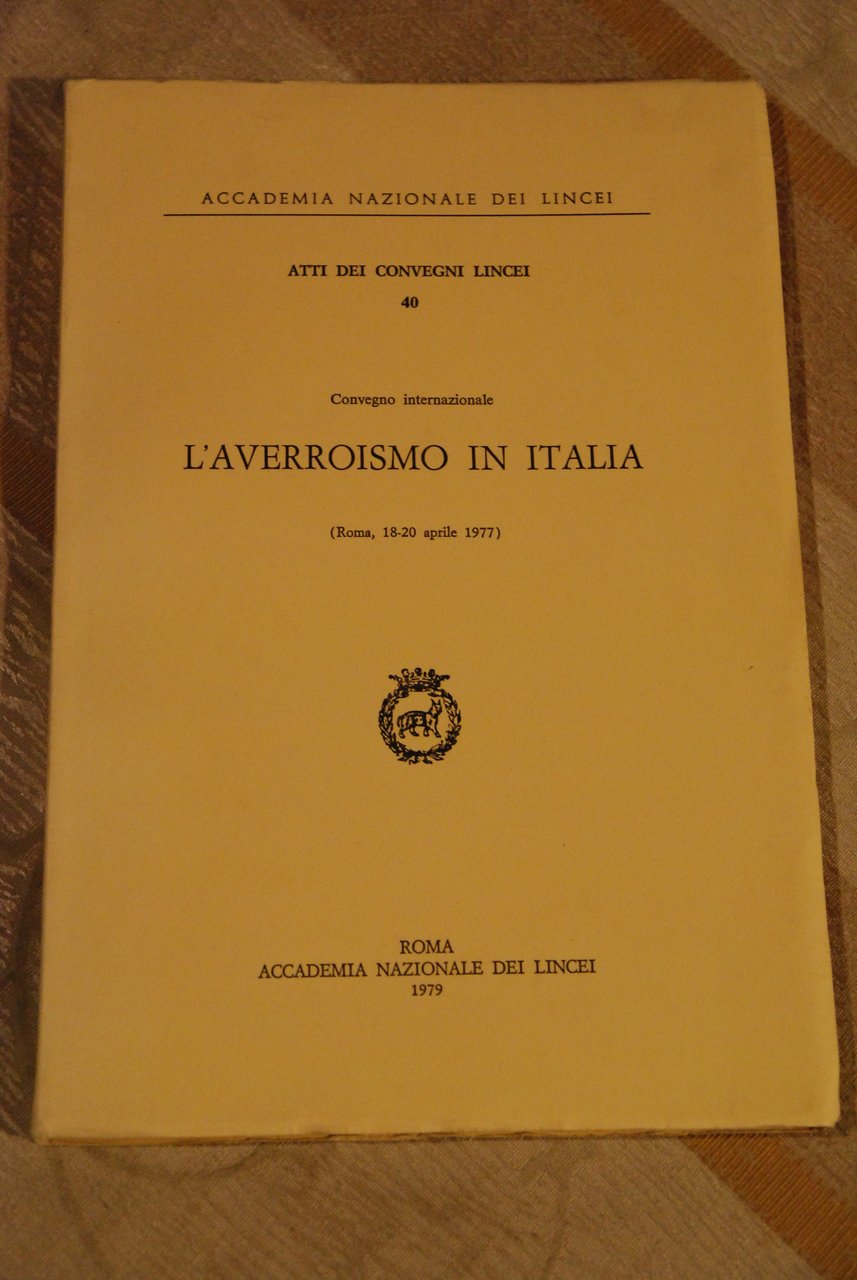 ACCADEMIA NAZIONALE DEI LINCEI
ATTI DEI CONVEGNI LINCEI
40
Convegno internazionale
L'AVERROISMO IN ITALIA
(Roma, 18-20 aprile 1977)
ROMA
ACCADEMIA NAZIONALE DEI LINCEI
1979